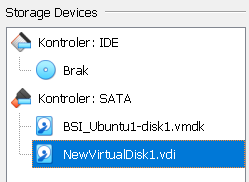 Storage Devices
Kontroler: IDE
Brak
Kontroler: SATA
BSI_Ubuntu1-disk1.vmdk
NewVirtualDisk1.vdi